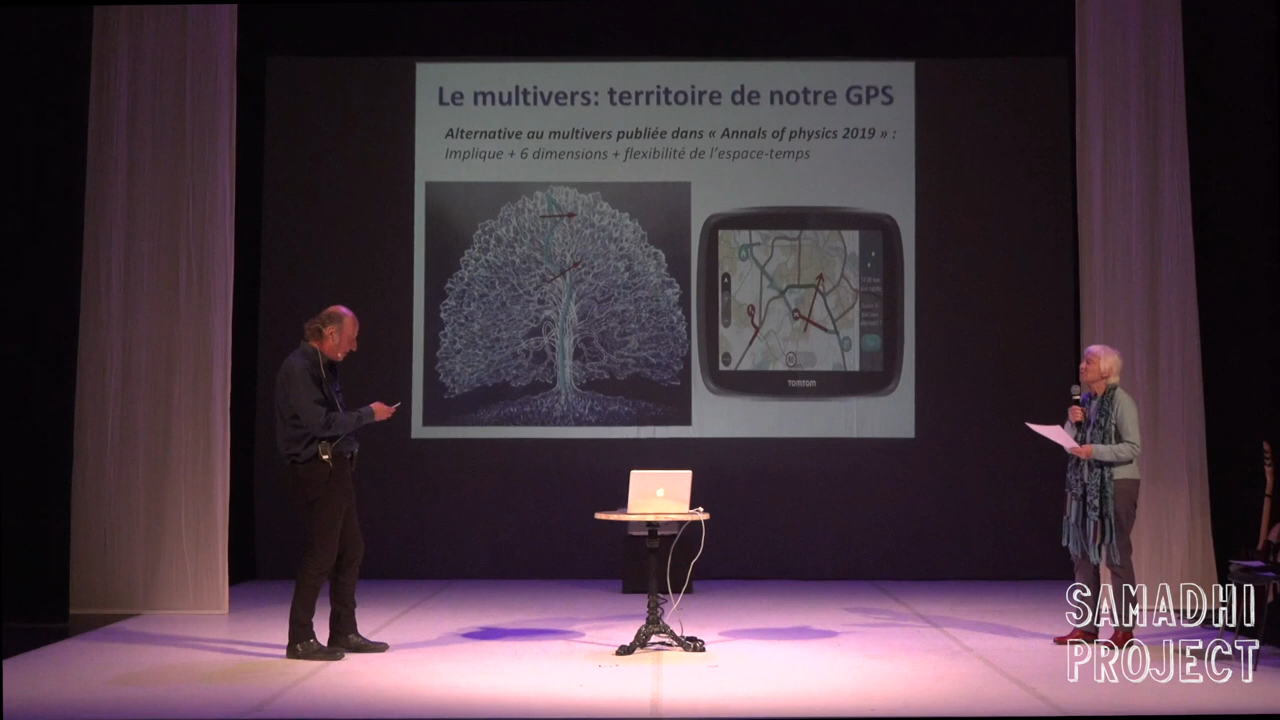 Le multivers: territoire de notre GPS
Alternative au multivers publiée dans « Annals of physics 2019 » :
Implique + 6 dimensions + flexibilité de l'espace-temps
TOMTOM
SAMADHI
PROJECT